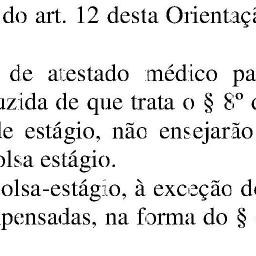 do art. 12 desta Orientaçã
de atestado médico pa
uzida de que trata o § 8º
de estágio, não ensejarão
olsa estágio.
olsa-estágio, à exceção d
pensadas, na forma do §